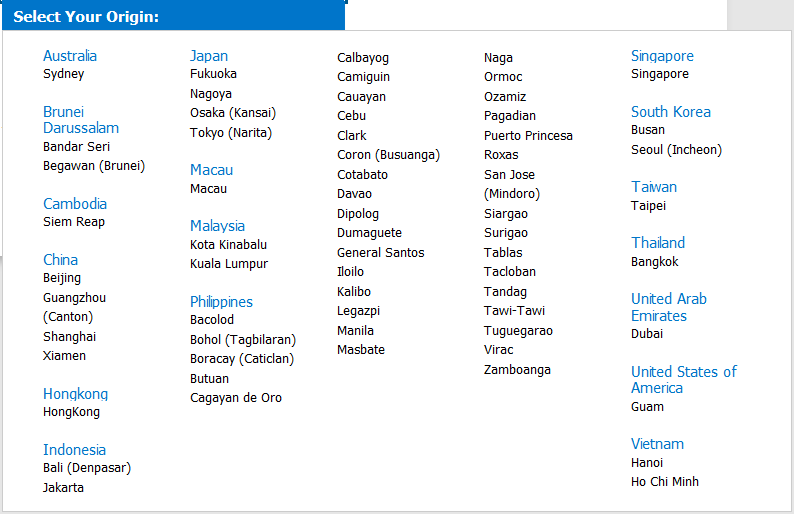 Select Your Origin:
Australia
Sydney
Brunei
Darussalam
Bandar Seri
Begawan (Brunei)
Cambodia
Siem Reap
China
Beijing
Guangzhou
(Canton)
Shanghai
Xiamen
Hongkong
HongKong
Indonesia
Bali (Denpasar)
Jakarta
Japan
Fukuoka
Nagoya
Osaka (Kansai)
Tokyo (Narita)
Macau
Macau
Malaysia
Kota Kinabalu
Kuala Lumpur
Philippines
Bacolod
Bohol (Tagbilaran)
Boracay (Caticlan)
Butuan
Cagayan de Oro
Calbayog
Camiguin
Cauayan
Cebu
Clark
Coron (Busuanga)
Cotabato
Davao
Dipolog
Dumaguete
General Santos
Iloilo
Kalibo
Legazpi
Manila
Masbate
Naga
Ormoc
Ozamiz
Pagadian
Puerto Princesa
Roxas
San Jose
(Mindoro)
Siargao
Surigao
Tablas
Tacloban
Tandag
Tawi-Tawi
Tuguegarao
Virac
Zamboanga
Singapore
Singapore
South Korea
Busan
Seoul (Incheon)
Taiwan
Taipei
Thailand
Bangkok
United Arab
Emirates
Dubai
United States of
America
Guam
Vietnam
Hanoi
Ho Chi Minh